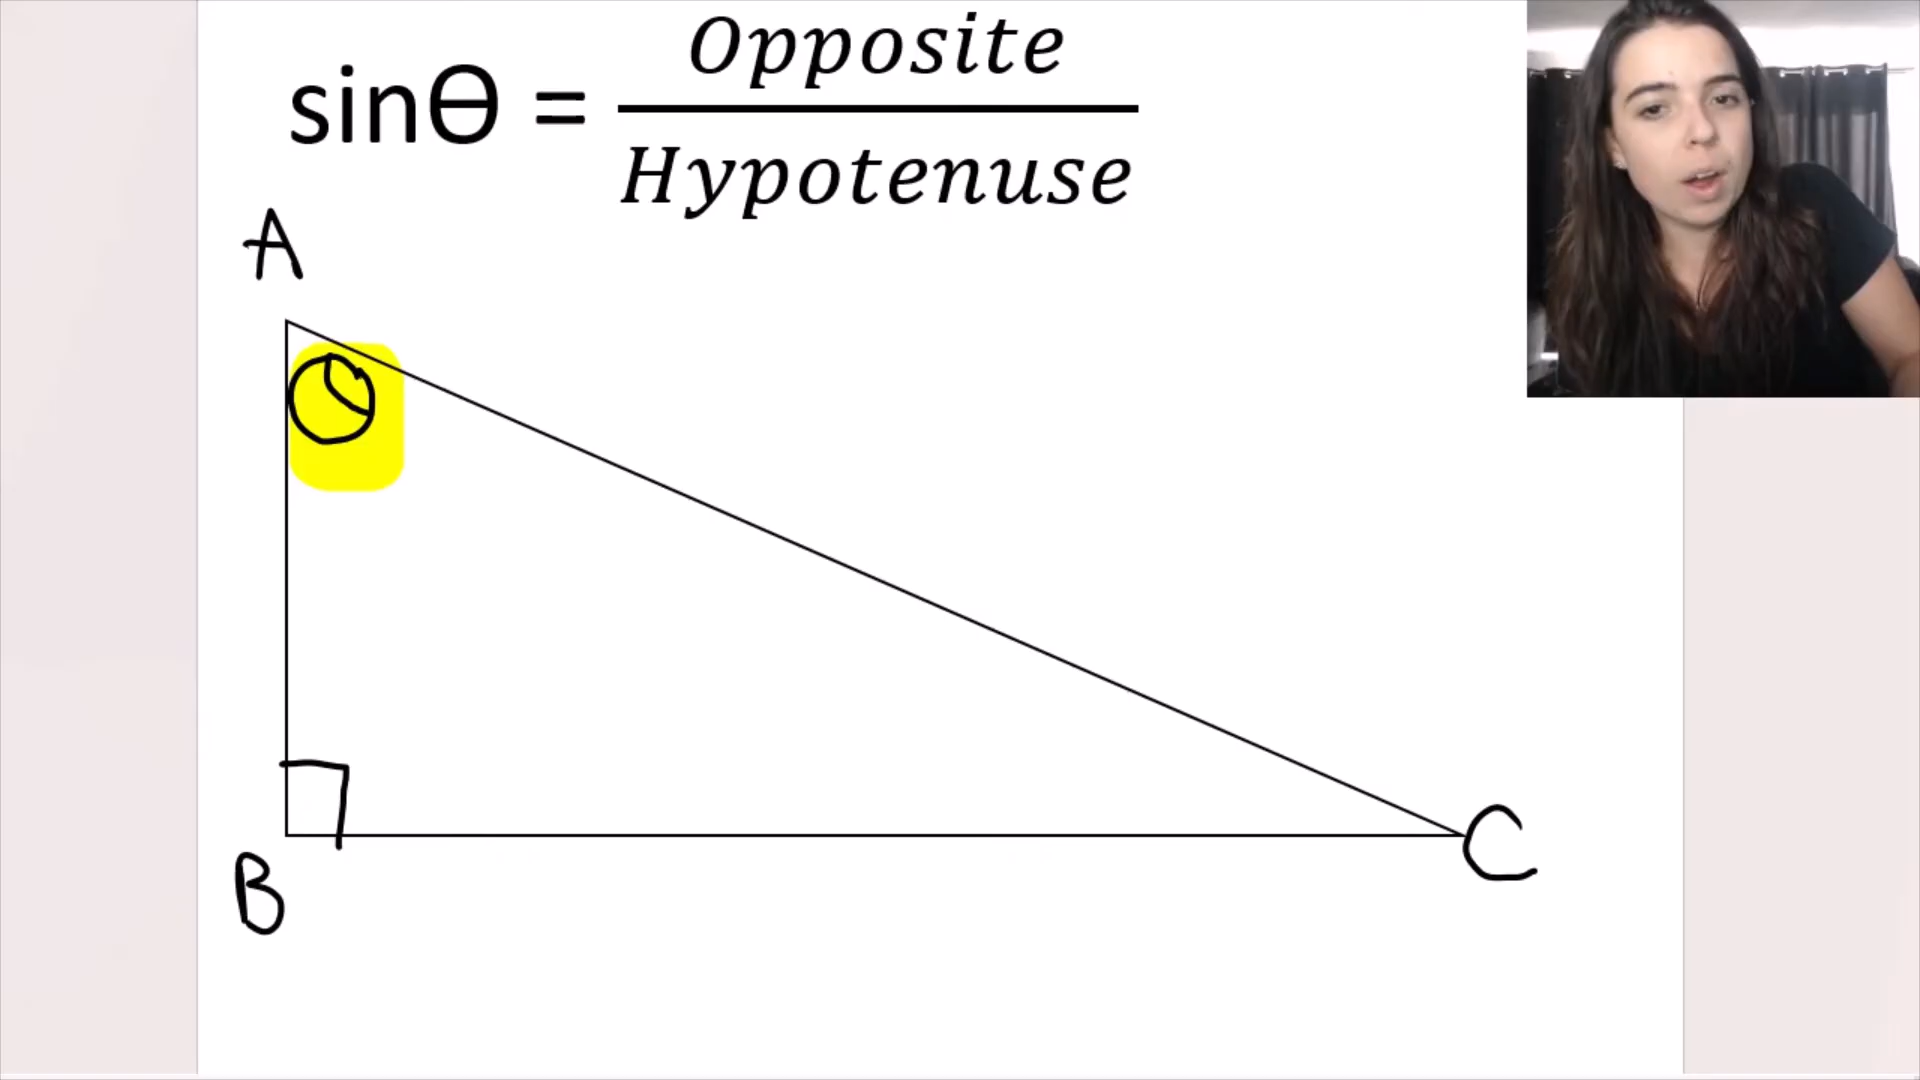 sinΘ = Opposite
Hypotenuse
A
B
C